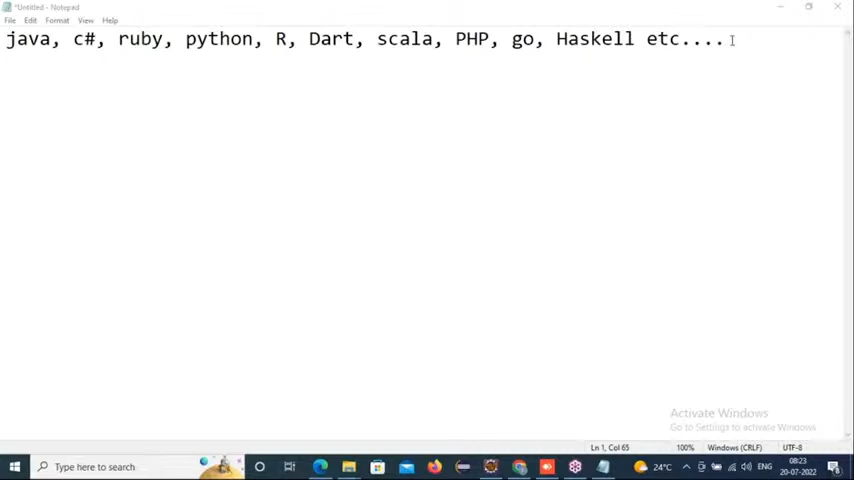 *Untitled - Notepad
File Edit Format View Help
java, c#, ruby, python, R, Dart, scala, PHP, go, Haskell etc....
Activate Windows
Go to Settings to activate Windows
Ln 1, Col 65 100% Windows (CRLF) UTF-8
Type here to search 24°C ENG 08:23
20-07-2022